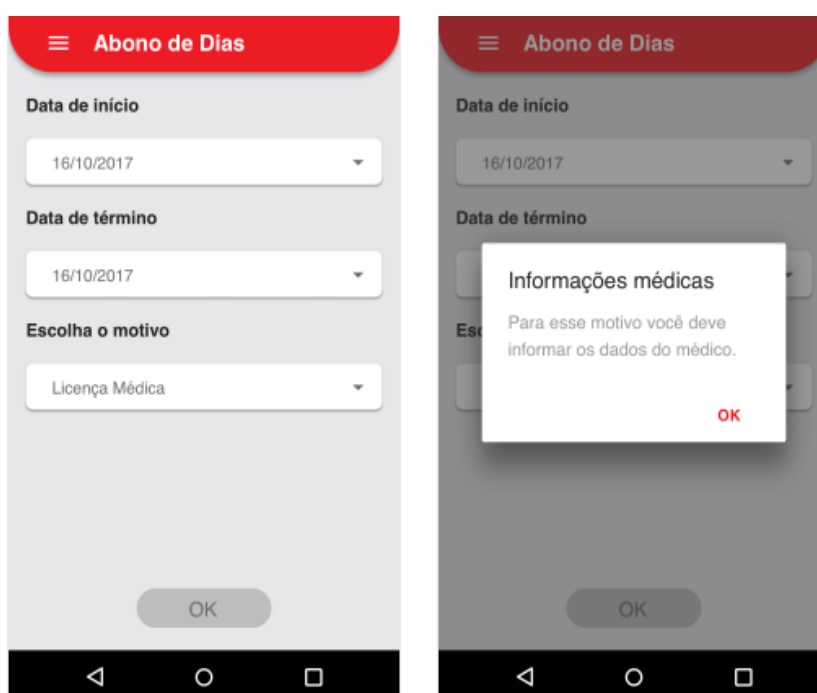 Abono de Dias
Data de início
16/10/2017
Data de término
16/10/2017
Escolha o motivo
Licença Médica
OK
Abono de Dias
Data de início
16/10/2017
Data de término
Informações médicas
Para esse motivo você deve
informar os dados do médico.
OK
OK